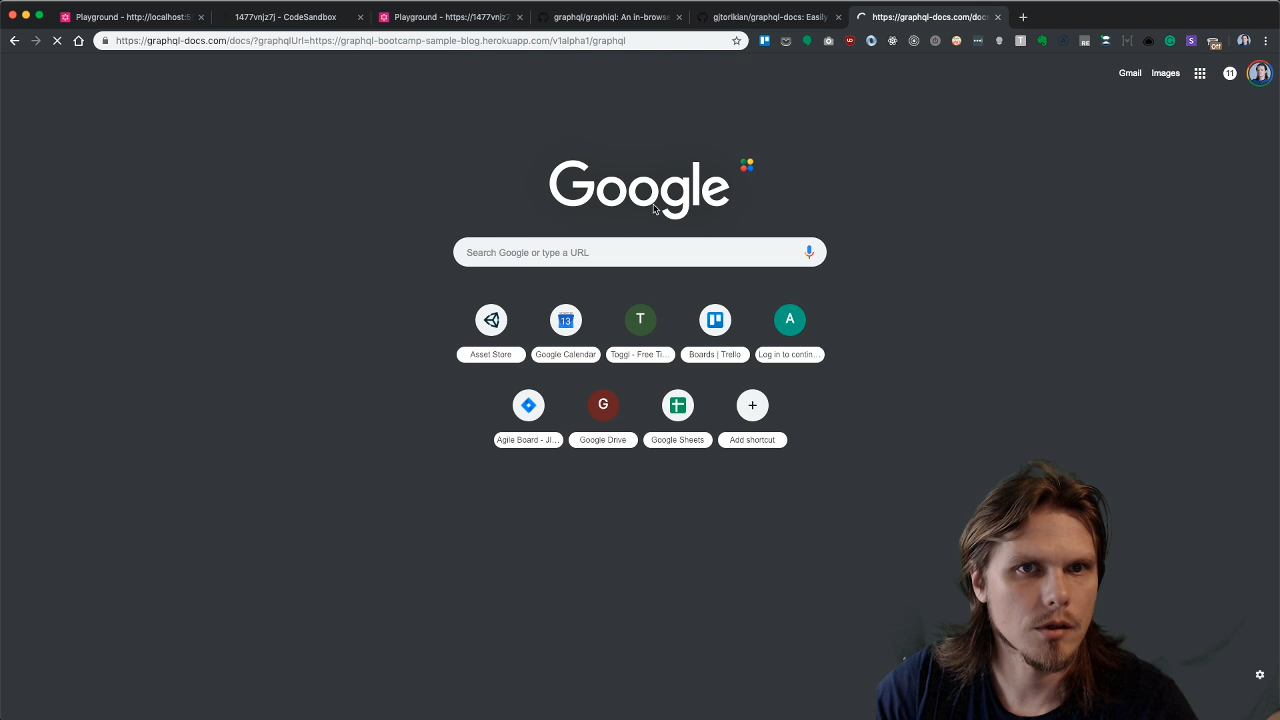 Playground - http://localhost:5
1477vnjz7j - CodeSandbox
Playground - https://1477vnjz7
graphql/graphiql: An in-browse
gjtorikian/graphql-docs: Easily
https://graphql-docs.com/docs
https://graphql-docs.com/docs/?graphqlUrl=https://graphql-bootcamp-sample-blog.herokuapp.com/v1alpha1/graphql
Gmail Images 11
Google
Search Google or type a URL
13 T A
Asset Store Google Calendar Toggl - Free Ti... Boards | Trello Log in to contin...
G
Agile Board - JI... Google Drive Google Sheets Add shortcut